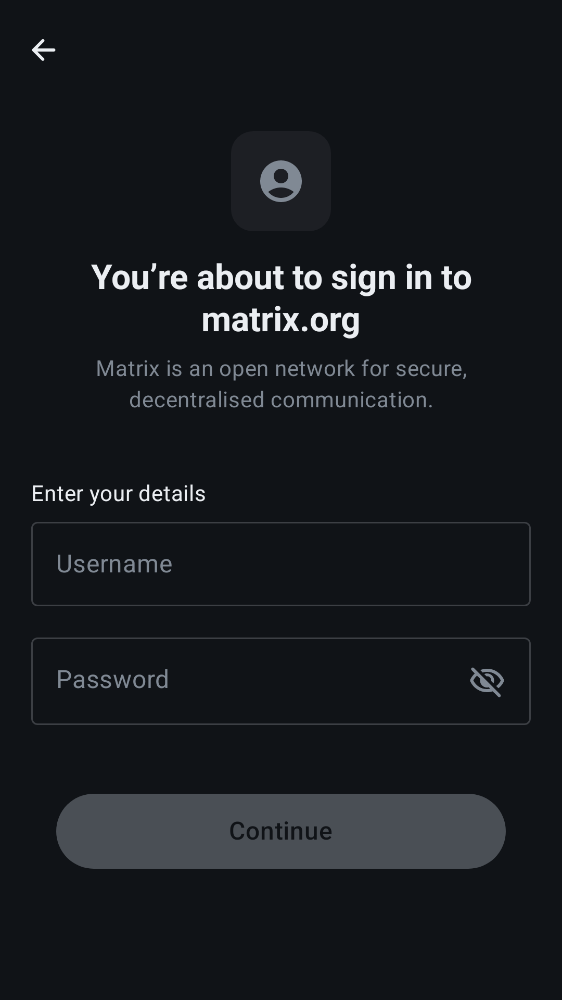 You’re about to sign in to
matrix.org
Matrix is an open network for secure,
decentralised communication.
Enter your details
Username
Password
Continue